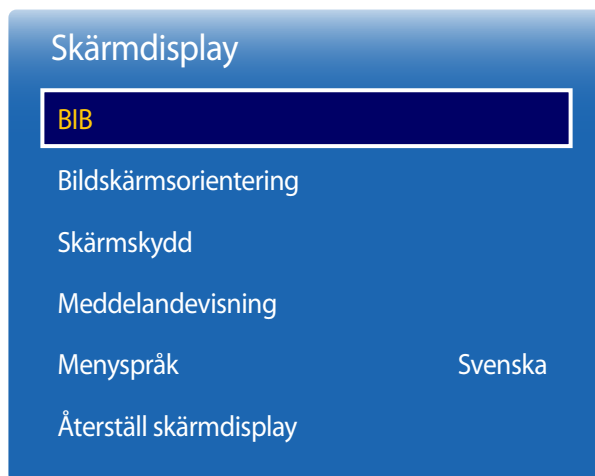 Skärmdisplay
BIB
Bildskärmsorientering
Skärmskydd
Meddelandevisning
Menyspråk Svenska
Återställ skärmdisplay